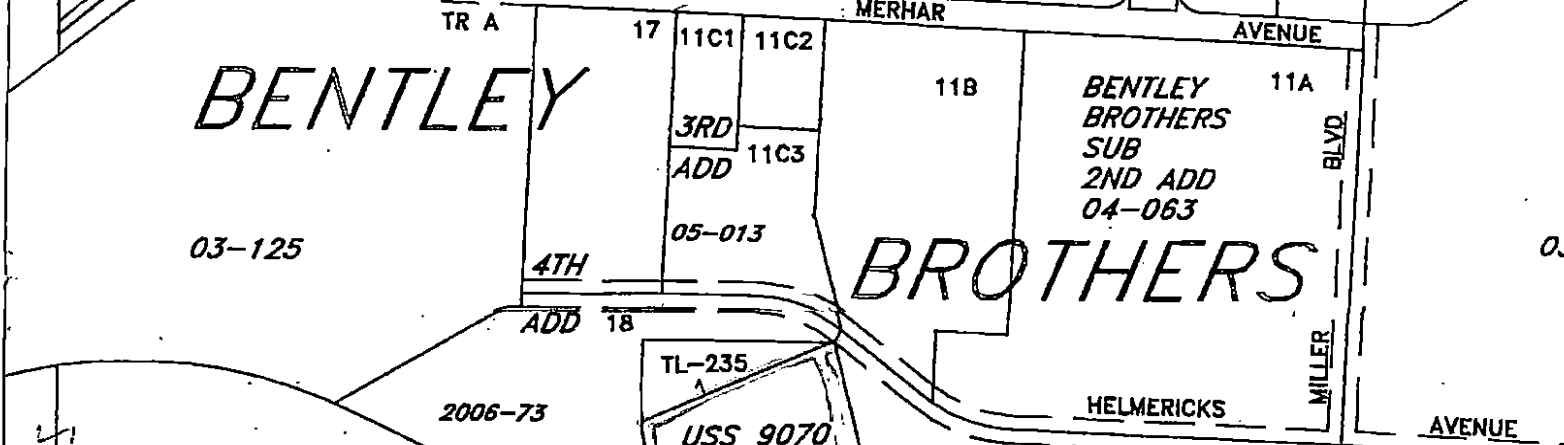 TR A
17
11C1
11C2
MERHAR
AVENUE
BENTLEY
11B
BENTLEY
BROTHERS
SUB
2ND ADD
04-063
11A
BLVD
3RD
ADD
11C3
03-125
05-013
BROTHERS
4TH
ADD
18
TL-235
MILLER
2006-73
USS 9070
HELMERICKS
AVENUE